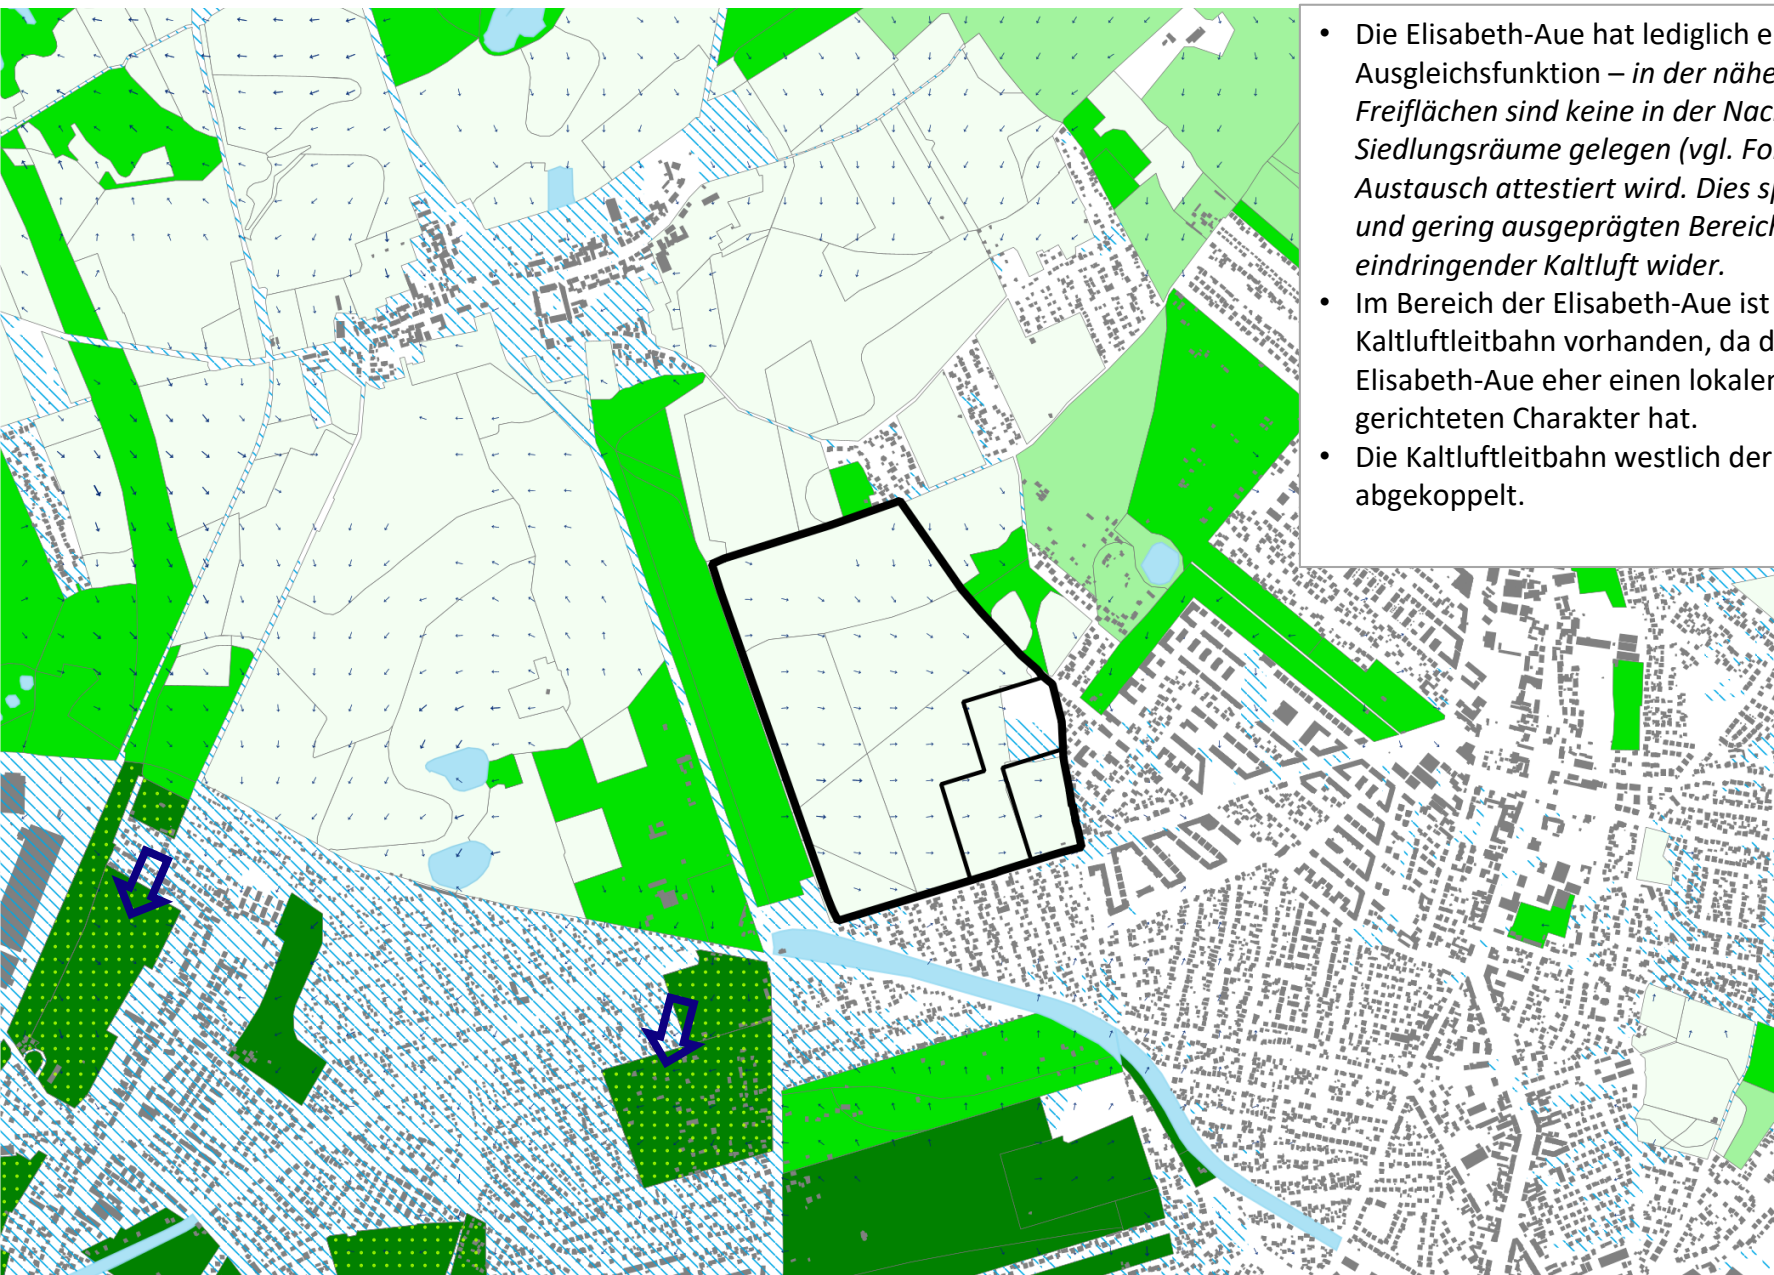 • Die Elisabeth-Aue hat lediglich e
Ausgleichsfunktion – in der nähe
Freiflächen sind keine in der Nac
Siedlungsräume gelegen (vgl. Fo
Austausch attestiert wird. Dies s
und gering ausgeprägten Bereich
eindringender Kaltluft wider.
• Im Bereich der Elisabeth-Aue ist
Kaltluftleitbahn vorhanden, da d
Elisabeth-Aue eher einen lokaler
gerichteten Charakter hat.
• Die Kaltluftleitbahn westlich der
abgekoppelt.